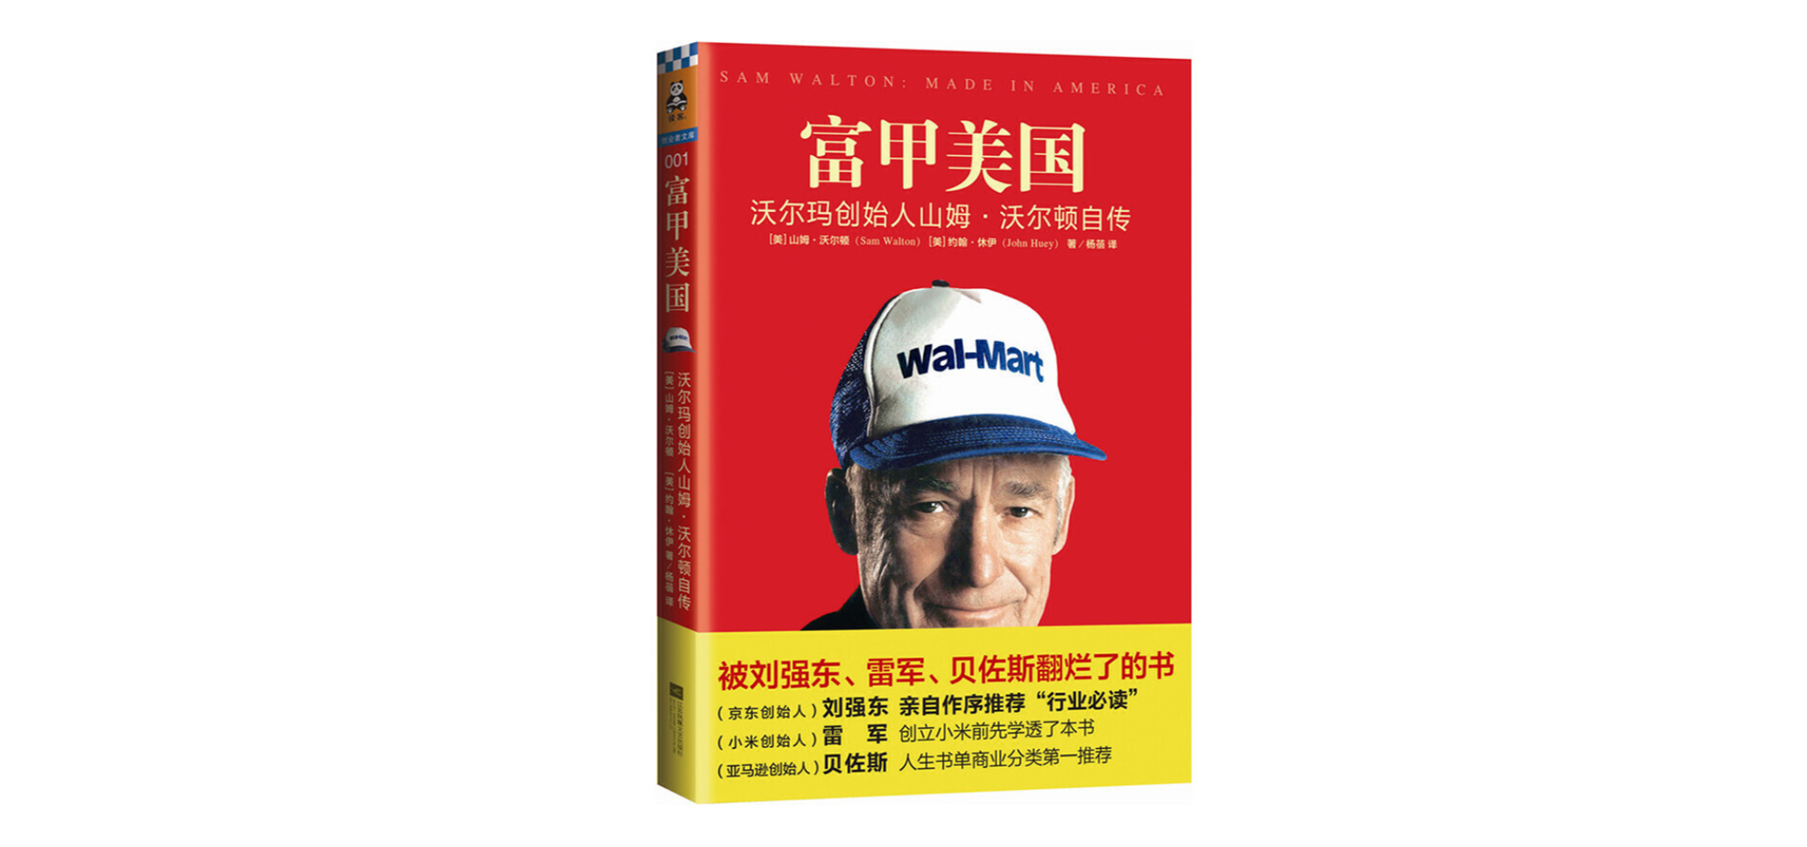 SAM WALTON: MADE IN AMERICA
富甲美国
沃尔玛创始人山姆·沃尔顿自传
[美]山姆·沃尔顿（Sam Walton） [美]约翰·休伊（John Huey） 著／杨蓓 译
Wal-Mart
被刘强东、雷军、贝佐斯翻烂了的书
（京东创始人）刘强东 亲自作序推荐“行业必读”
（小米创始人）雷 军 创立小米前先学透了本书
（亚马逊创始人）贝佐斯 人生书单商业分类第一推荐
读客
创业者文库
001
富甲美国
沃尔玛创始人山姆·沃尔顿自传
[美]山姆·沃尔顿 [美]约翰·休伊 著／杨蓓 译